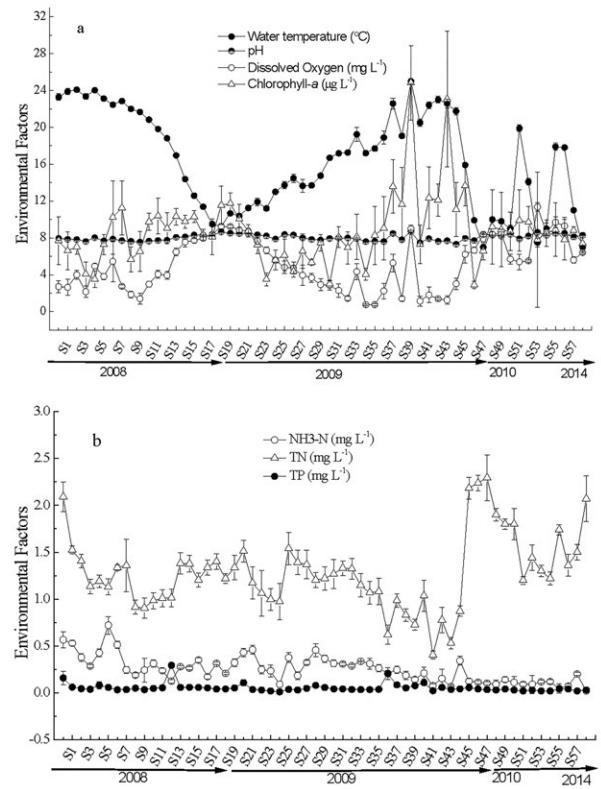 a
Water temperature (°C)
pH
Dissolved Oxygen (mg L-1)
Chlorophyll-a (μg L-1)
Environmental Factors
32
28
24
20
16
12
8
4
0
S1 S3 S5 S7 S9 S11 S13 S15 S17 S19 S21 S23 S25 S27 S29 S31 S33 S35 S37 S39 S41 S43 S45 S47 S49 S51 S53 S55 S57
2008 2009 2010 2014
b
NH3-N (mg L-1)
TN (mg L-1)
TP (mg L-1)
Environmental Factors
3.0
2.5
2.0
1.5
1.0
0.5
0.0
-0.5
S1 S3 S5 S7 S9 S11 S13 S15 S17 S19 S21 S23 S25 S27 S29 S31 S33 S35 S37 S39 S41 S43 S45 S47 S49 S51 S53 S55 S57
2008 2009 2010 2014